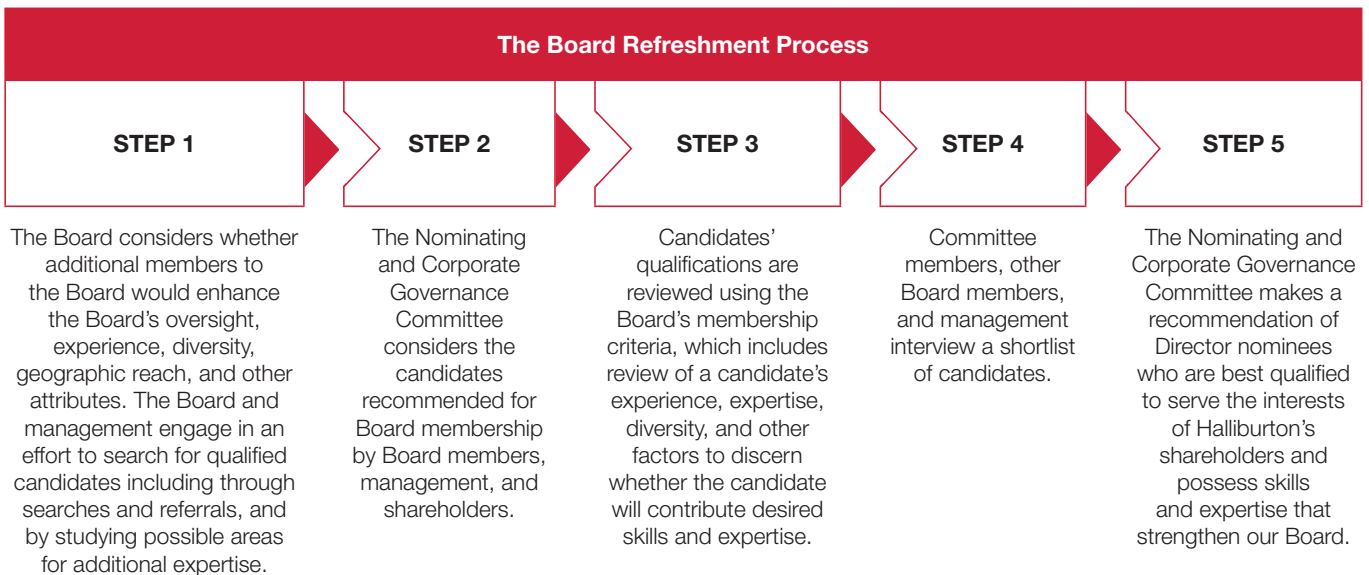 The Board Refreshment Process
STEP 1
STEP 2
STEP 3
STEP 4
STEP 5
The Board considers whether
additional members to
the Board would enhance
the Board's oversight,
experience, diversity,
geographic reach, and other
attributes. The Board and
management engage in an
effort to search for qualified
candidates including through
searches and referrals, and
by studying possible areas
for additional expertise.
The Nominating
and Corporate
Governance
Committee
considers the
candidates
recommended for
Board membership
by Board members,
management, and
shareholders.
Candidates'
qualifications are
reviewed using the
Board's membership
criteria, which includes
review of a candidate's
experience, expertise,
diversity, and other
factors to discern
whether the candidate
will contribute desired
skills and expertise.
Committee
members, other
Board members,
and management
interview a shortlist
of candidates.
The Nominating and
Corporate Governance
Committee makes a
recommendation of
Director nominees
who are best qualified
to serve the interests
of Halliburton's
shareholders and
possess skills
and expertise that
strengthen our Board.